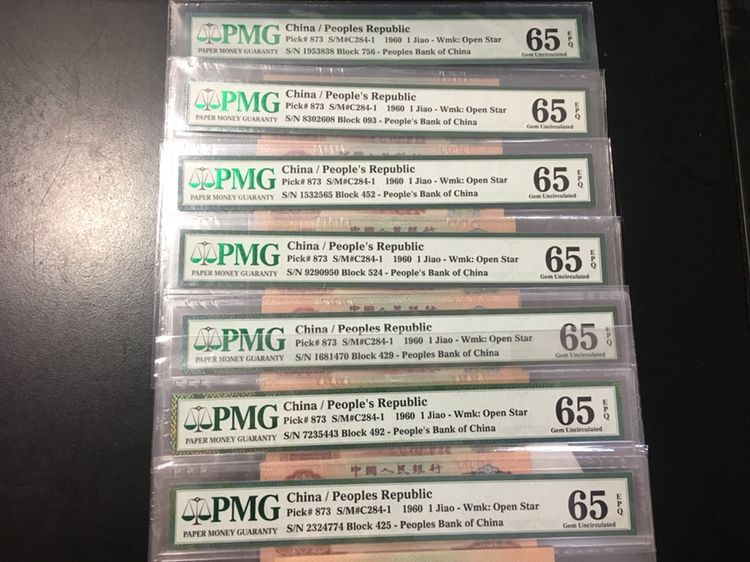 PMG
PAPER MONEY GUARANTY
China / Peoples Republic
Pick# 873 S/M#C284-1 1960 1 Jiao - Wmk: Open Star
S/N 1953838 Block 756 - Peoples Bank of China
65 EPQ
Gem Uncirculated
PMG
PAPER MONEY GUARANTY
China / People's Republic
Pick# 873 S/M#C284-1 1960 1 Jiao - Wmk: Open Star
S/N 8302608 Block 093 - People's Bank of China
65 EPQ
Gem Uncirculated
PMG
PAPER MONEY GUARANTY
China / People's Republic
Pick# 873 S/M#C284-1 1960 1 Jiao - Wmk: Open Star
S/N 1532565 Block 452 - People's Bank of China
65 EPQ
Gem Uncirculated
PMG
PAPER MONEY GUARANTY
China / People's Republic
Pick# 873 S/M#C284-1 1960 1 Jiao - Wmk: Open Star
S/N 9290950 Block 524 - People's Bank of China
65 EPQ
Gem Uncirculated
PMG
PAPER MONEY GUARANTY
China / Peoples Republic
Pick# 873 S/M#C284-1 1960 1 Jiao - Wmk: Open Star
S/N 1681470 Block 429 - Peoples Bank of China
65 EPQ
Gem Uncirculated
PMG
PAPER MONEY GUARANTY
China / People's Republic
Pick# 873 S/M#C284-1 1960 1 Jiao - Wmk: Open Star
S/N 7235443 Block 492 - People's Bank of China
65 EPQ
Gem Uncirculated
中國人民銀行
PMG
PAPER MONEY GUARANTY
China / Peoples Republic
Pick# 873 S/M#C284-1 1960 1 Jiao - Wmk: Open Star
S/N 2324774 Block 425 - Peoples Bank of China
65 EPQ
Gem Uncirculated